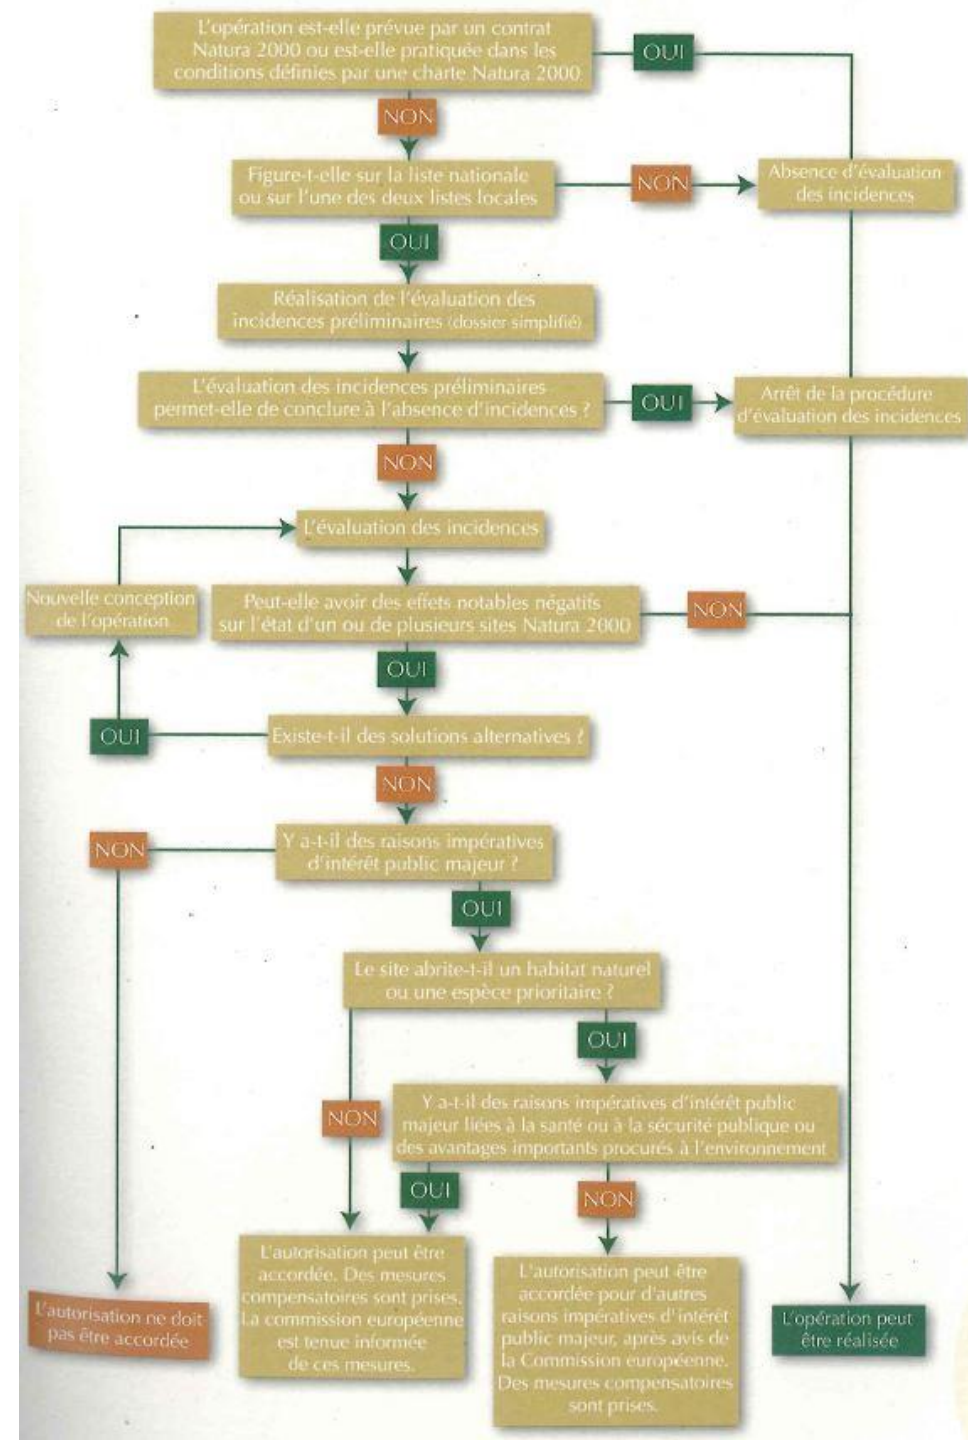 L'opération est-elle prévue par un contrat
Natura 2000 ou est-elle pratiquée dans les
conditions définies par une charte Natura 2000
OUI
NON
Figure-t-elle sur la liste nationale
ou sur l'une des deux listes locales
NON
Absence d'évaluation
des incidences
OUI
Réalisation de l'évaluation des
incidences préliminaires (dossier simplifié)
L'évaluation des incidences préliminaires
permet-elle de conclure à l'absence d'incidences ?
OUI
Arrêt de la procédure
d'évaluation des incidences
NON
L'évaluation des incidences
Nouvelle conception
de l'opération
Peut-elle avoir des effets notables négatifs
sur l'état d'un ou de plusieurs sites Natura 2000
NON
OUI
OUI
Existe-t-il des solutions alternatives ?
NON
Y a-t-il des raisons impératives
d'intérêt public majeur ?
NON
OUI
Le site abrite-t-il un habitat naturel
ou une espèce prioritaire ?
OUI
NON
Y a-t-il des raisons impératives d'intérêt public
majeur liées à la santé ou à la sécurité publique ou
des avantages importants procurés à l'environnement
OUI
NON
L'autorisation ne doit
pas être accordée
L'autorisation peut être
accordée. Des mesures
compensatoires sont prises.
La commission européenne
est tenue informée
de ces mesures.
L'autorisation peut être
accordée pour d'autres
raisons impératives d'intérêt
public majeur, après avis de
la Commission européenne.
Des mesures compensatoires
sont prises.
L'opération peut
être réalisée